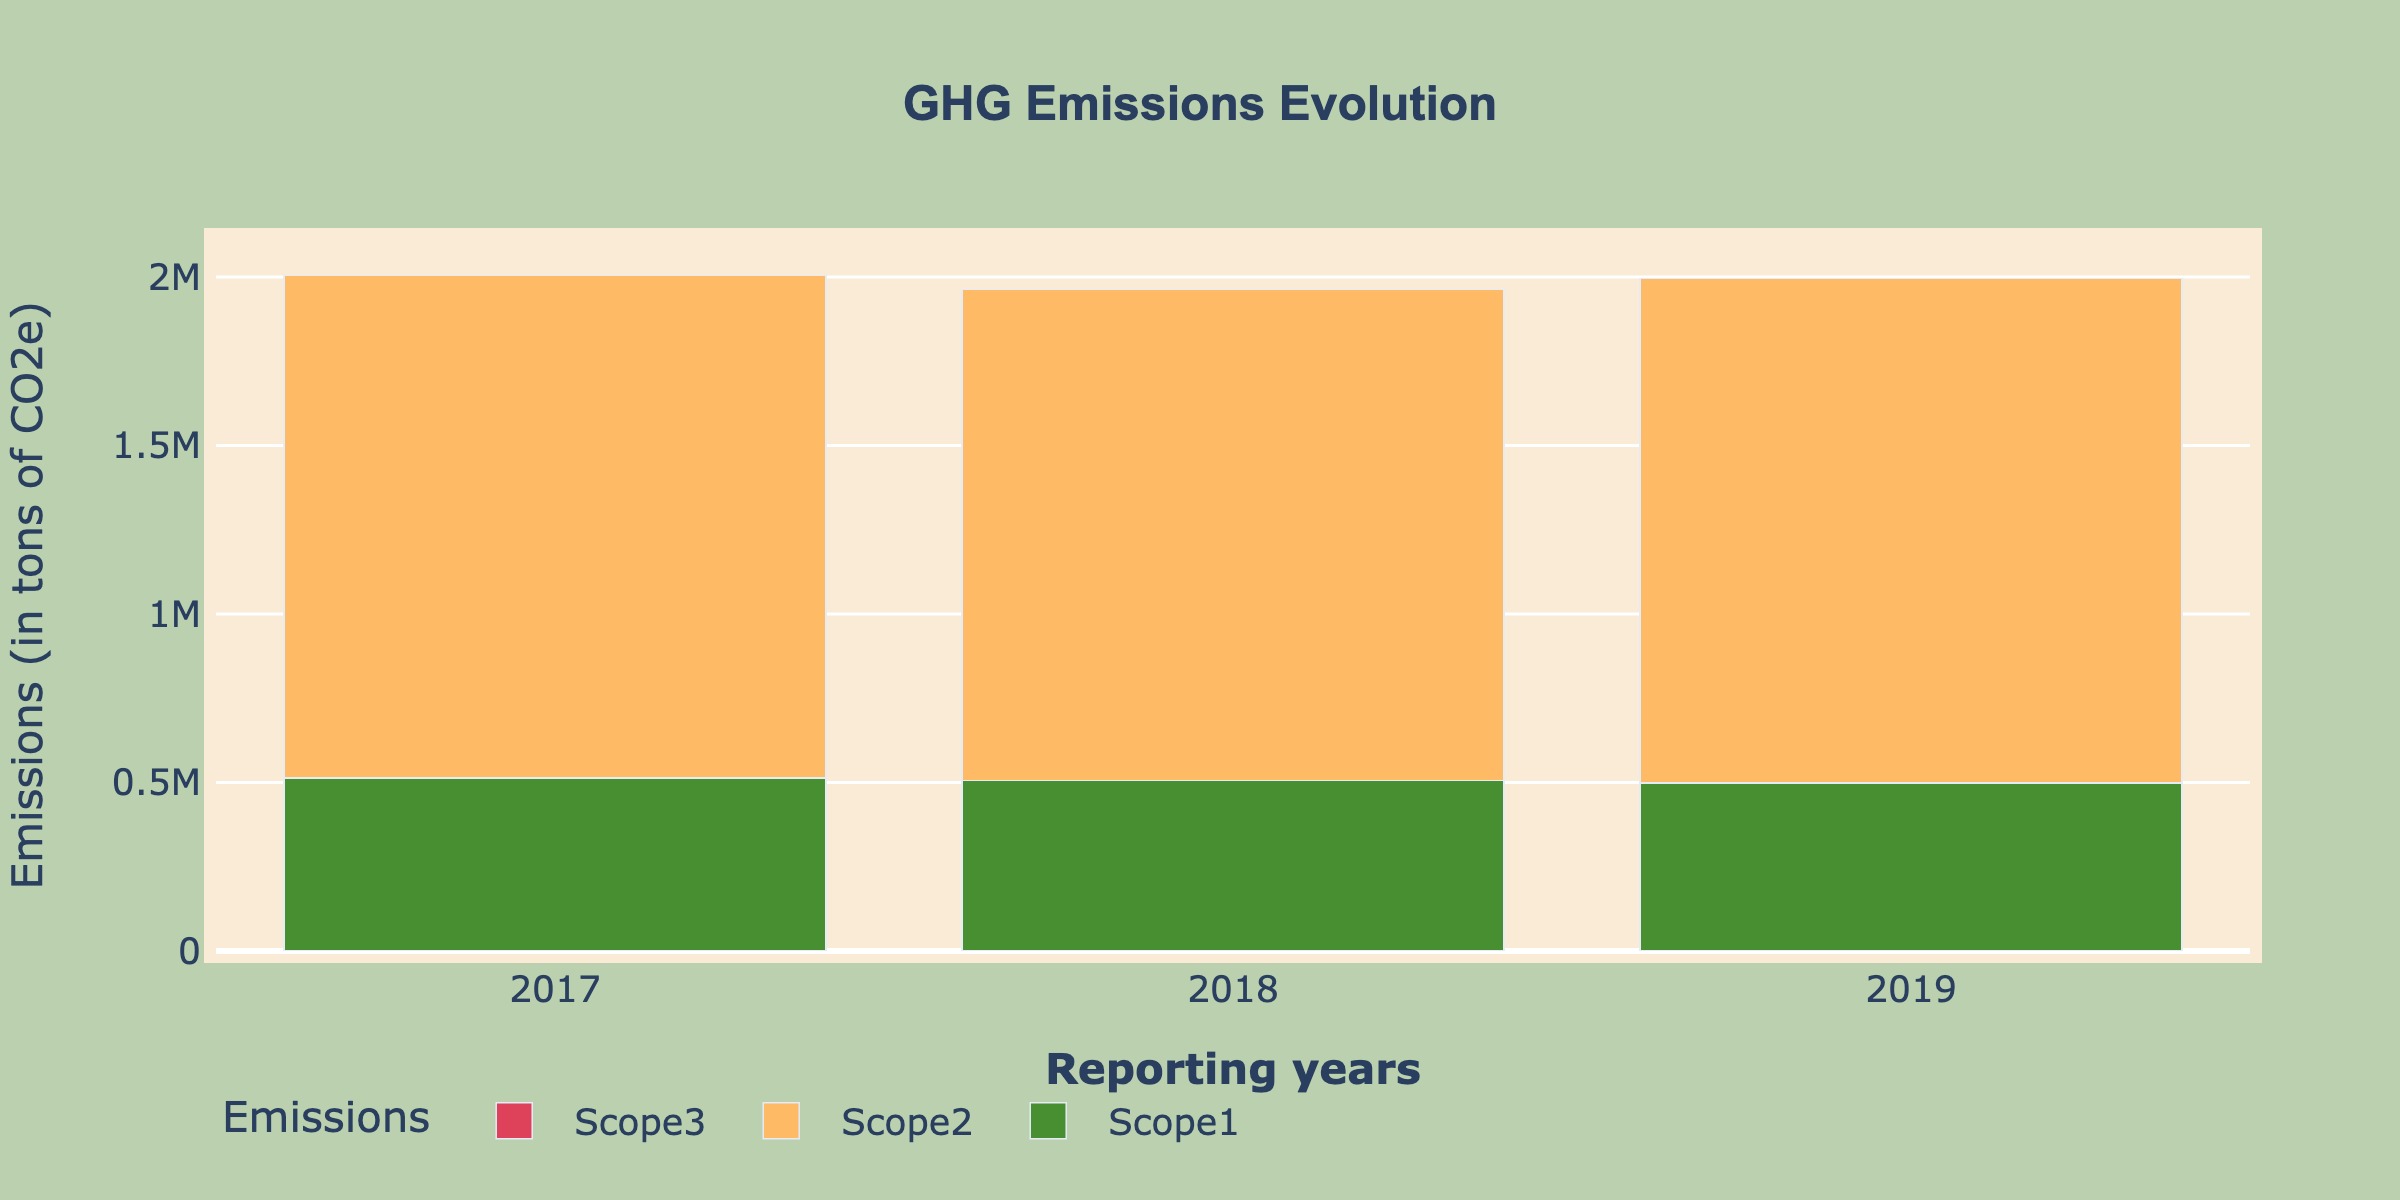 GHG Emissions Evolution
Emissions (in tons of CO2e)
2M
1.5M
1M
0.5M
0
2017 2018 2019
Reporting years
Emissions Scope3 Scope2 Scope1